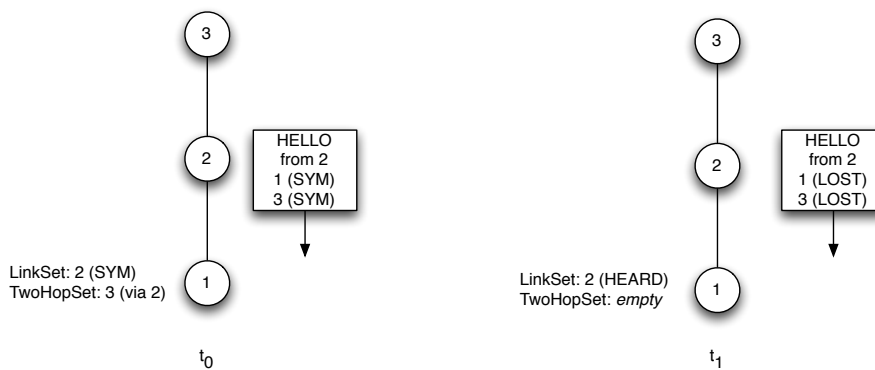 3
2
HELLO
from 2
1 (SYM)
3 (SYM)
LinkSet: 2 (SYM)
TwoHopSet: 3 (via 2)
1
t0
3
2
HELLO
from 2
1 (LOST)
3 (LOST)
LinkSet: 2 (HEARD)
TwoHopSet: empty
1
t1